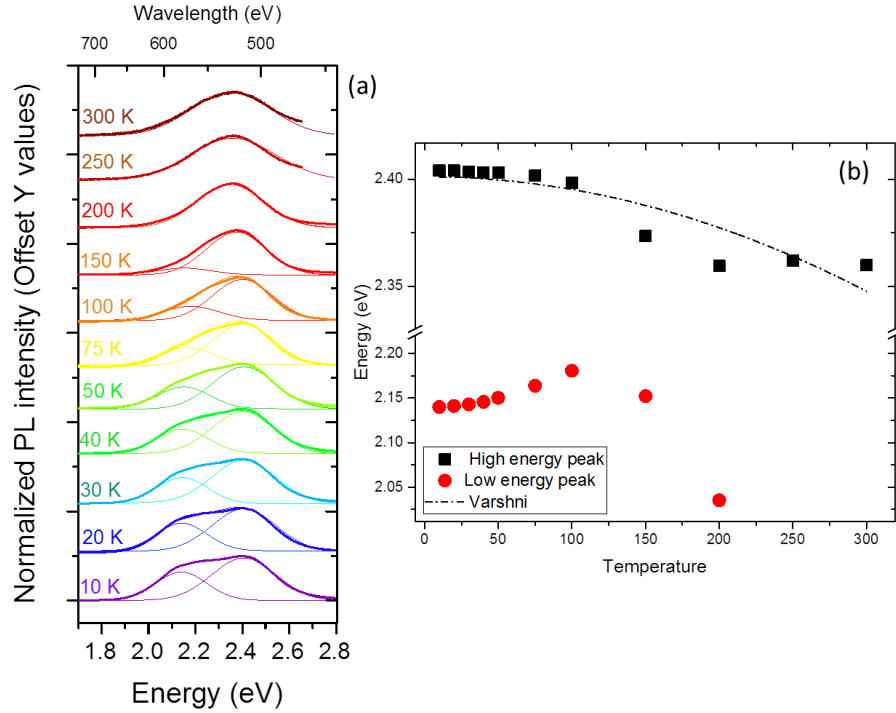 Wavelength (eV)
700 600 500
(a)
Normalized PL intensity (Offset Y values)
300 K
250 K
200 K
150 K
100 K
75 K
50 K
40 K
30 K
20 K
10 K
1.8 2.0 2.2 2.4 2.6 2.8
Energy (eV)
(b)
Energy (eV)
2.40
2.35
2.20
2.15
2.10
2.05
High energy peak
Low energy peak
Varshni
0 50 100 150 200 250 300
Temperature